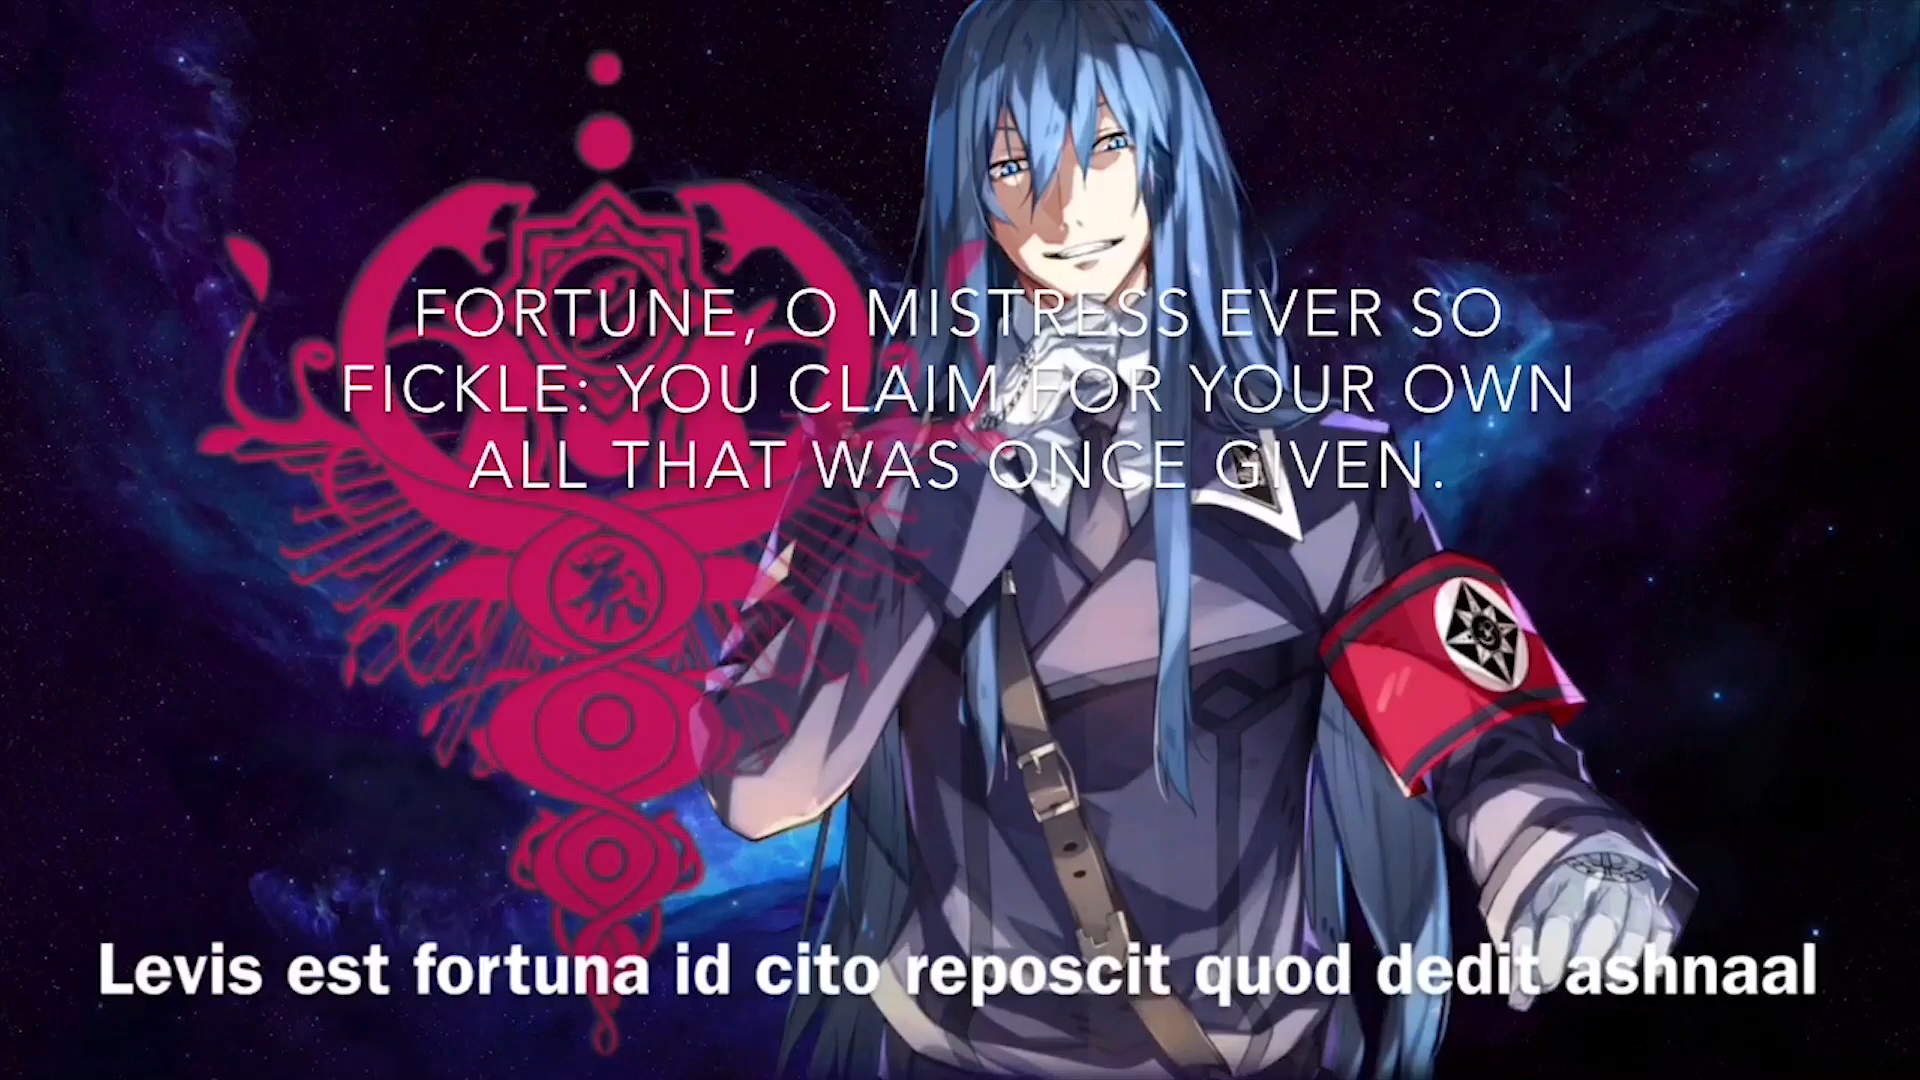 FORTUNE, O MISTRESS EVER SO
FICKLE: YOU CLAIM FOR YOUR OWN
ALL THAT WAS ONCE GIVEN.
Levis est fortuna id cito reposcit quod dedit ashnaal